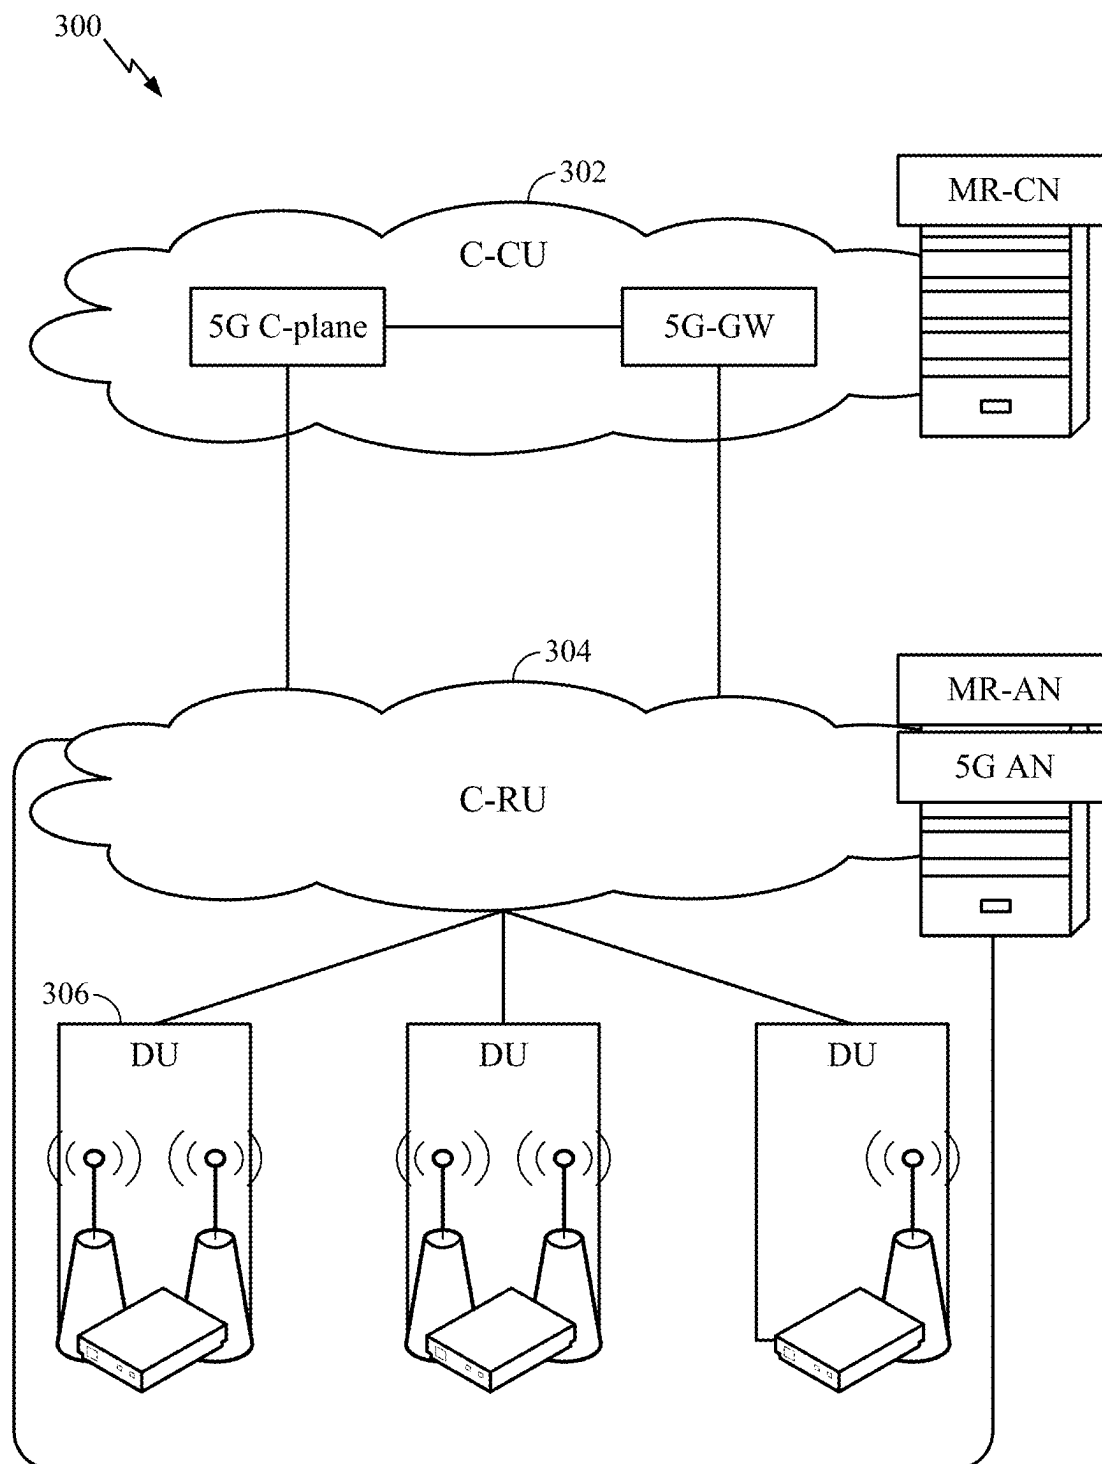 300
302
MR-CN
C-CU
5G C-plane
5G-GW
304
MR-AN
5G AN
C-RU
306
DU
DU
DU